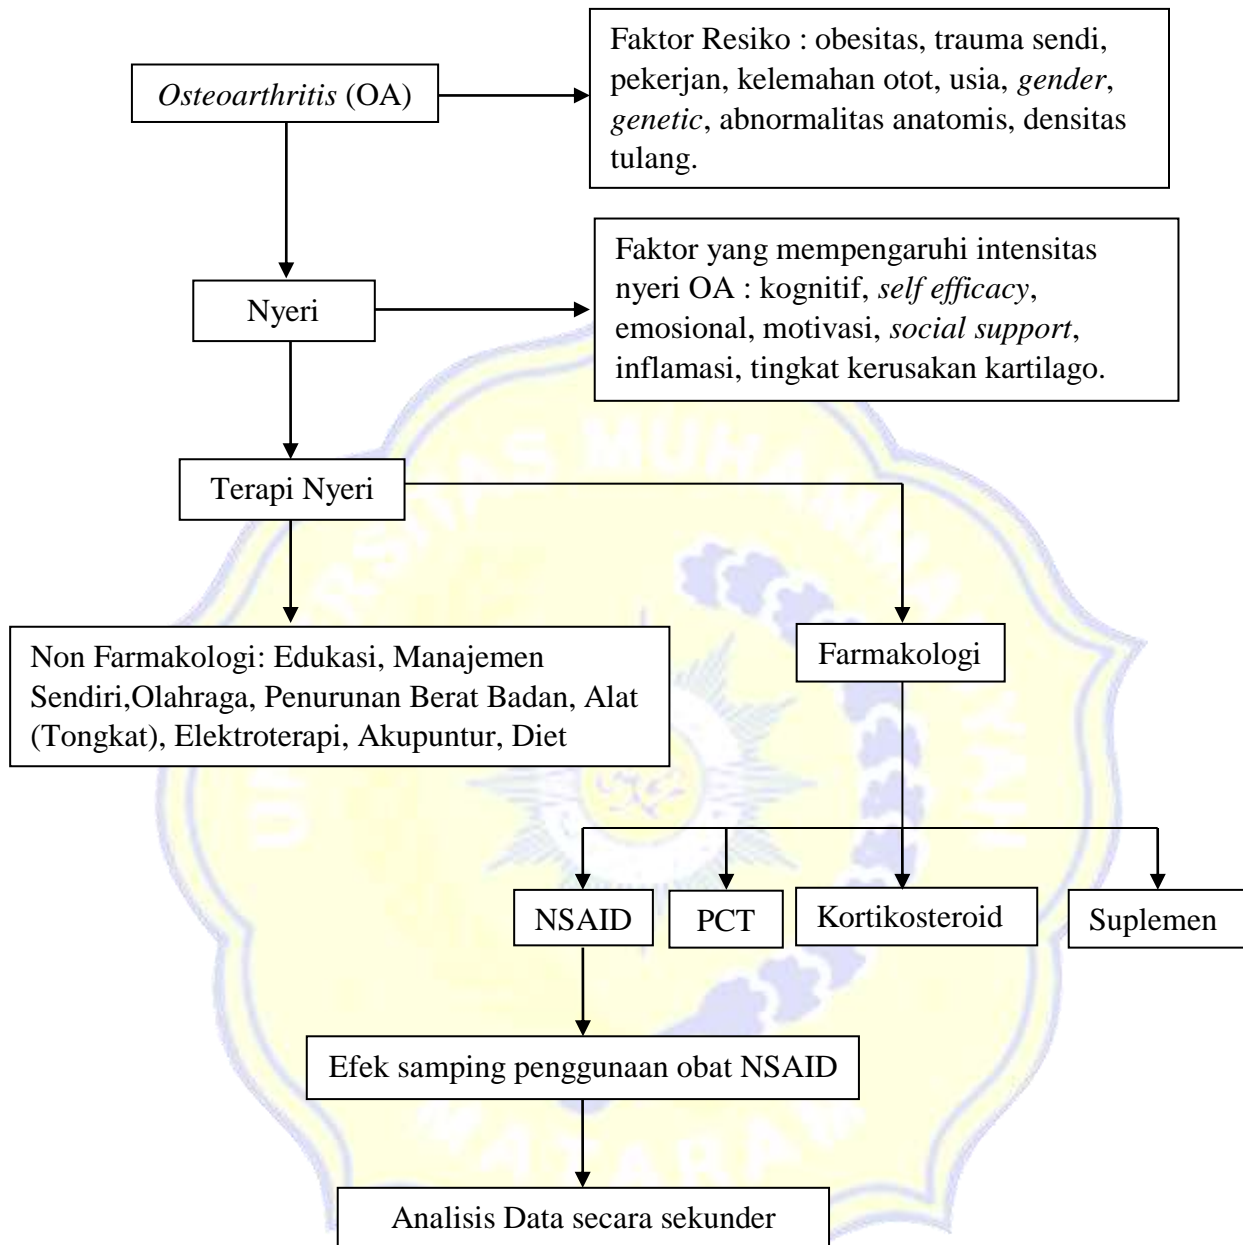 Faktor Resiko : obesitas, trauma sendi,
pekerjan, kelemahan otot, usia, gender,
genetic, abnormalitas anatomis, densitas
tulang.
Osteoarthritis (OA)
Faktor yang mempengaruhi intensitas
nyeri OA : kognitif, self efficacy,
emosional, motivasi, social support,
inflamasi, tingkat kerusakan kartilago.
Nyeri
Terapi Nyeri
Non Farmakologi: Edukasi, Manajemen
Sendiri,Olahraga, Penurunan Berat Badan, Alat
(Tongkat), Elektroterapi, Akupuntur, Diet
Farmakologi
NSAID
PCT
Kortikosteroid
Suplemen
Efek samping penggunaan obat NSAID
Analisis Data secara sekunder
UNIVERSITAS MUHAMMADIYAH
MATARAM